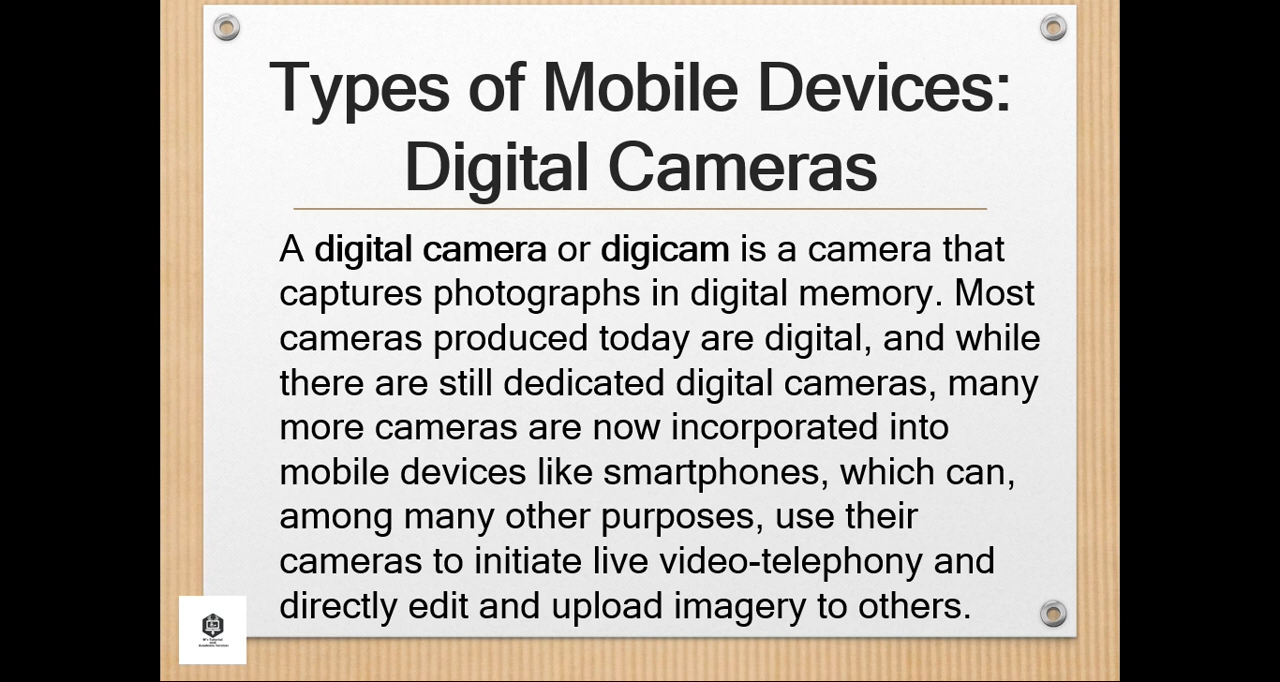 Types of Mobile Devices:
Digital Cameras
A digital camera or digicam is a camera that
captures photographs in digital memory. Most
cameras produced today are digital, and while
there are still dedicated digital cameras, many
more cameras are now incorporated into
mobile devices like smartphones, which can,
among many other purposes, use their
cameras to initiate live video-telephony and
directly edit and upload imagery to others.